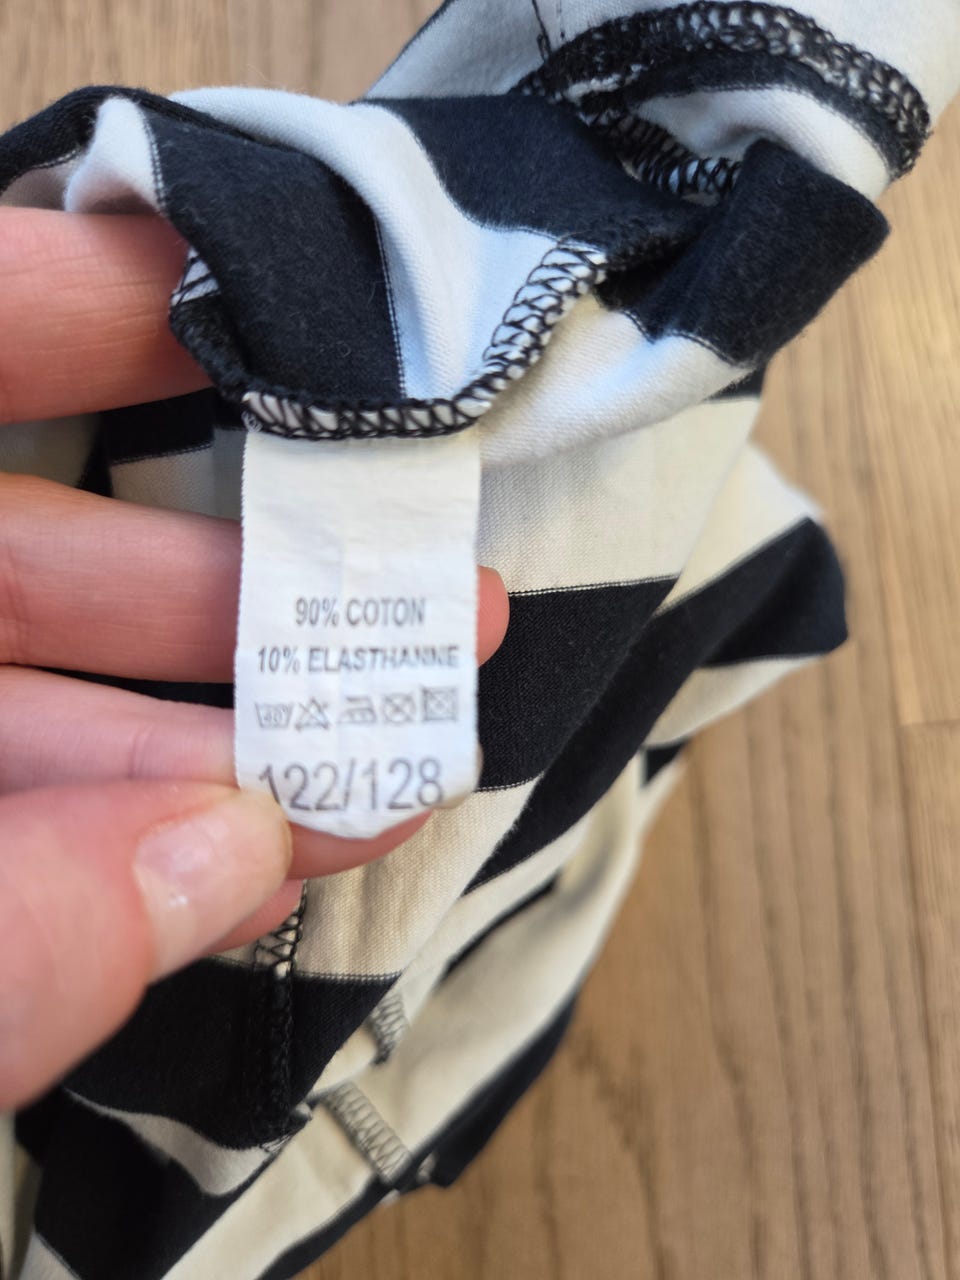 90% COTON
10% ELASTHANNE
122/128